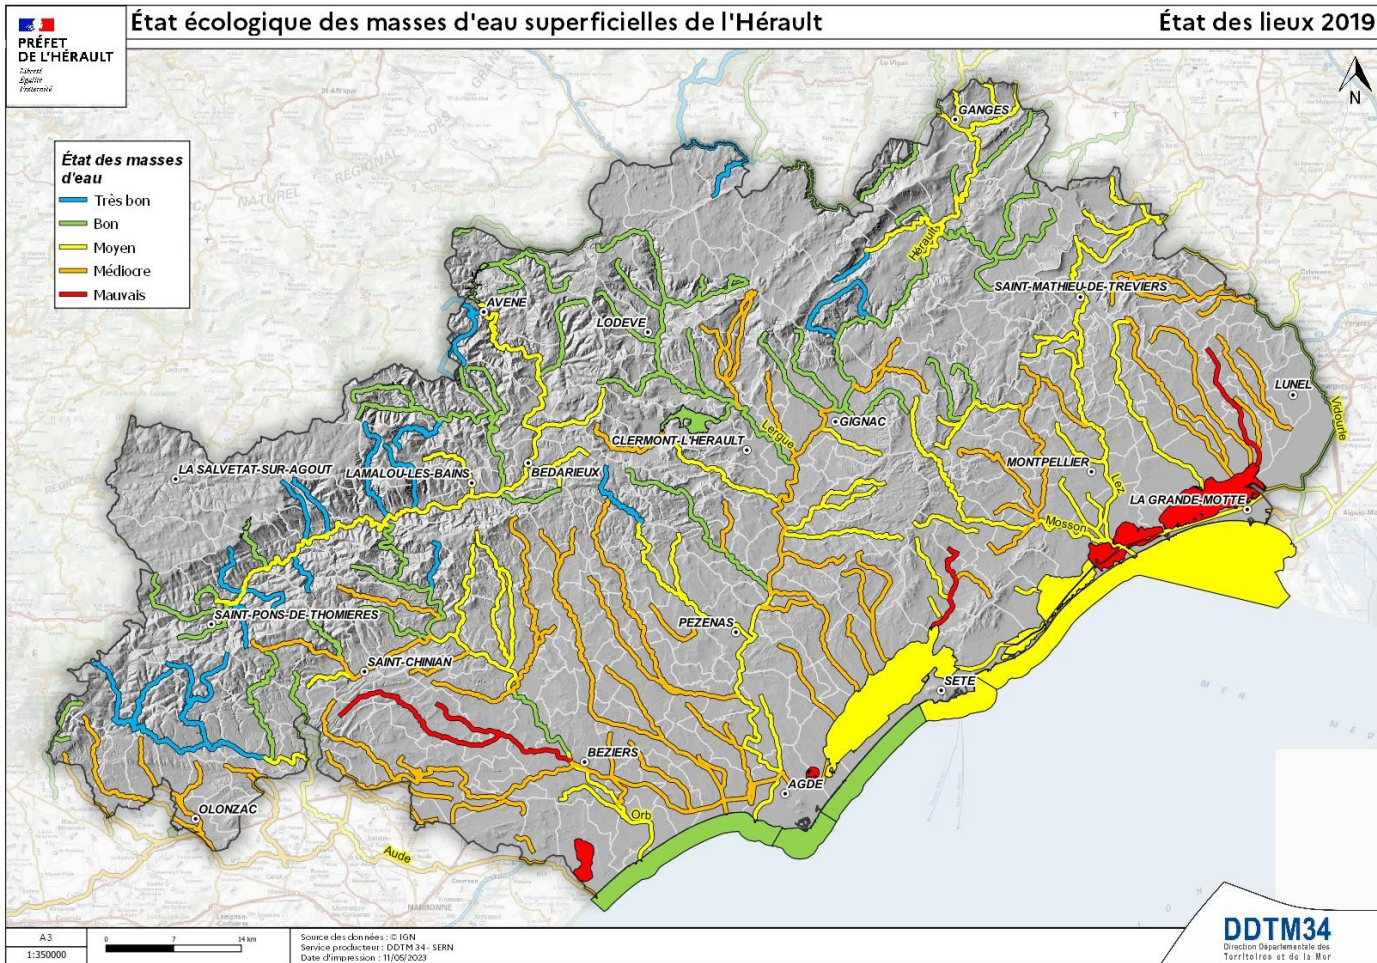 PRÉFET
DE L'HÉRAULT
Liberté
Égalité
Fraternité
État écologique des masses d'eau superficielles de l'Hérault
État des lieux 2019
N
État des masses
d'eau
Très bon
Bon
Moyen
Médiocre
Mauvais
GANGES
Hérault
SAINT-MATHIEU-DE-TREVIERS
AVENE
LODEVE
LUNEL
Vidourle
GIGNAC
Lergue
CLERMONT-L'HERAULT
LA SALVETAT-SUR-AGOUT
LAMALOU-LES-BAINS
BEDARIEUX
MONTPELLIER
Lez
LA GRANDE-MOTTE
Mosson
SAINT-PONS-DE-THOMIERES
PEZENAS
SAINT-CHINIAN
SETE
MER
BEZIERS
AGDE
OLONZAC
Orb
Aude
NARBONNE
A3
1:350000
0 7 14 km
Source des données : © IGN
Service producteur : DDTM 34 - SERN
Date d'impression : 11/05/2023
DDTM34
Direction Départementale des
Territoires et de la Mer